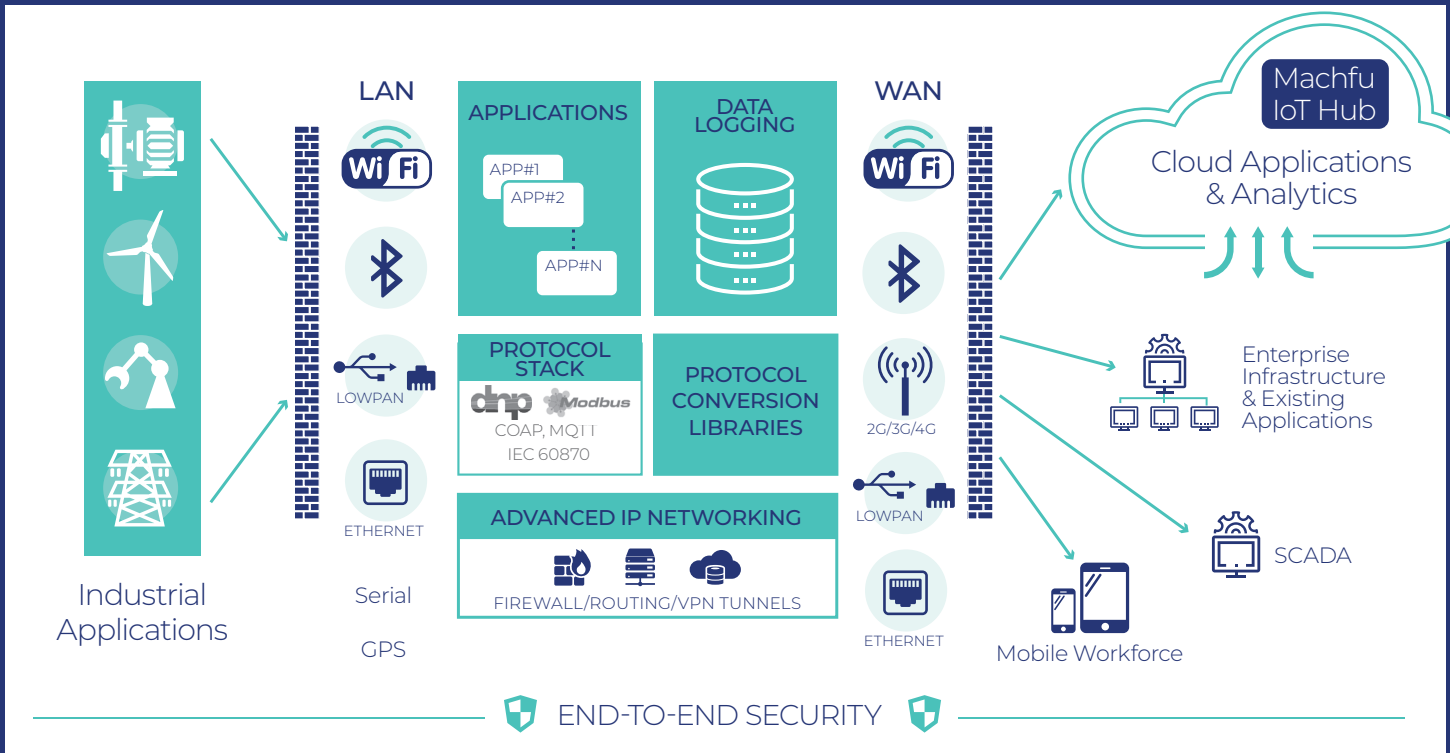 LAN
Wi Fi
LOWPAN
ETHERNET
Serial
GPS
Industrial
Applications
APPLICATIONS
APP#1
APP#2
APP#N
DATA
LOGGING
PROTOCOL
STACK
dnp Modbus
COAP, MQTT
IEC 60870
PROTOCOL
CONVERSION
LIBRARIES
ADVANCED IP NETWORKING
FIREWALL/ROUTING/VPN TUNNELS
WAN
Wi Fi
2G/3G/4G
LOWPAN
ETHERNET
Machfu
IoT Hub
Cloud Applications
& Analytics
Enterprise
Infrastructure
& Existing
Applications
SCADA
Mobile Workforce
END-TO-END SECURITY